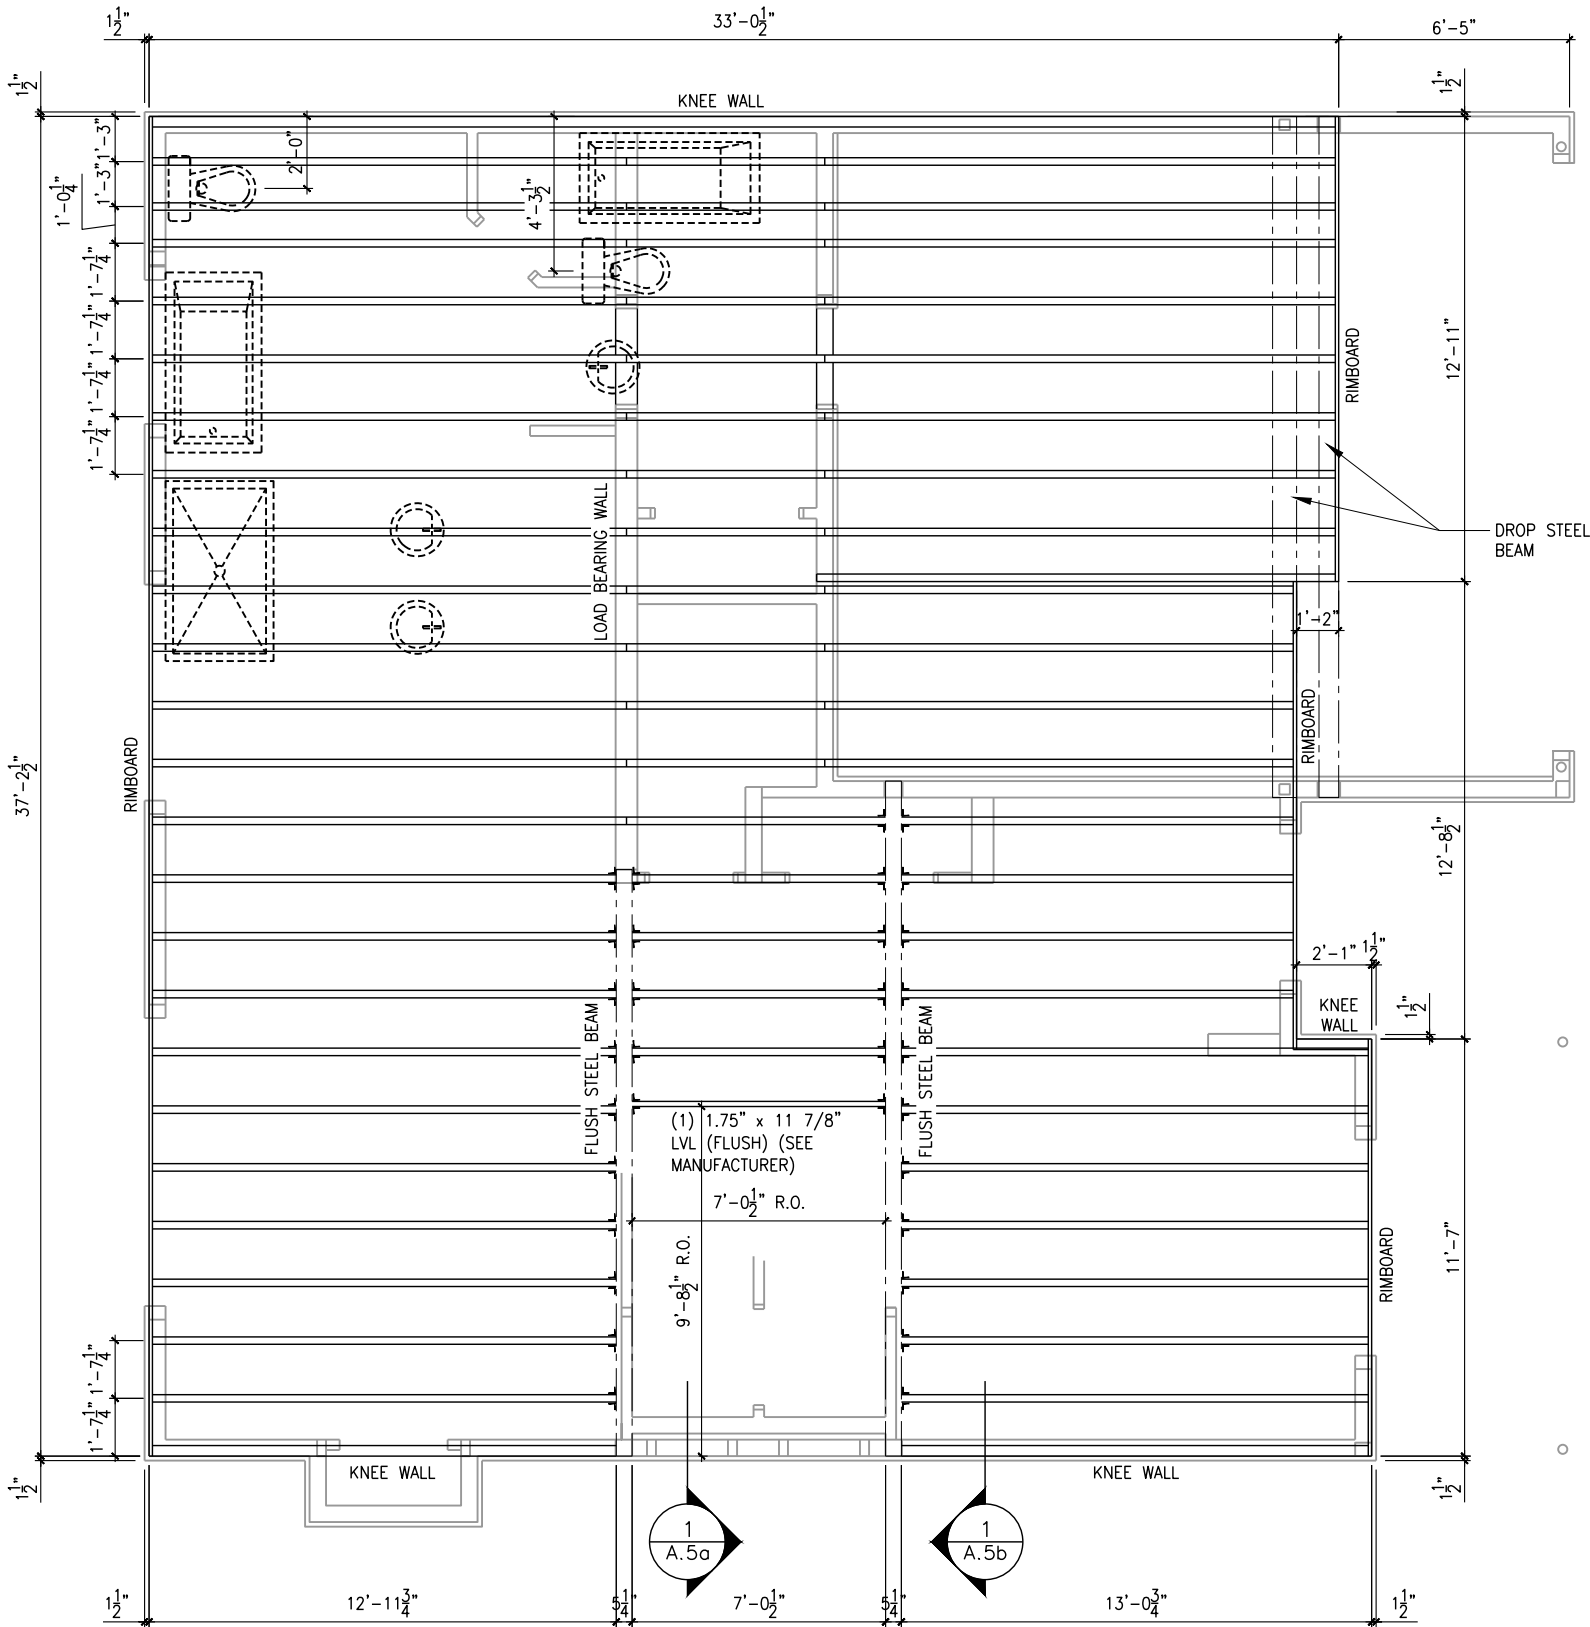 1 1/2"
33'-0 1/2"
6'-5"
1 1/2"
1 1/2"
KNEE WALL
1'-3"
1'-3"
1'-0 1/4"
2'-0"
4'-3 1/2"
1'-7 1/4"
1'-7 1/4"
1'-7 1/4"
1'-7 1/4"
RIMBOARD
12'-11"
LOAD BEARING WALL
DROP STEEL
BEAM
1'-2"
RIMBOARD
37'-2 1/2"
RIMBOARD
12'-8 1/2"
2'-1"
1 1/2"
KNEE
WALL
1 1/2"
FLUSH STEEL BEAM
FLUSH STEEL BEAM
(1) 1.75" x 11 7/8"
LVL (FLUSH) (SEE
MANUFACTURER)
7'-0 1/2" R.O.
9'-8 1/2" R.O.
11'-7"
RIMBOARD
1'-7 1/4"
1'-7 1/4"
1 1/2"
KNEE WALL
KNEE WALL
1 1/2"
1
A.5a
1
A.5b
1 1/2"
12'-11 3/4"
5 1/4"
7'-0 1/2"
5 1/4"
13'-0 3/4"
1 1/2"